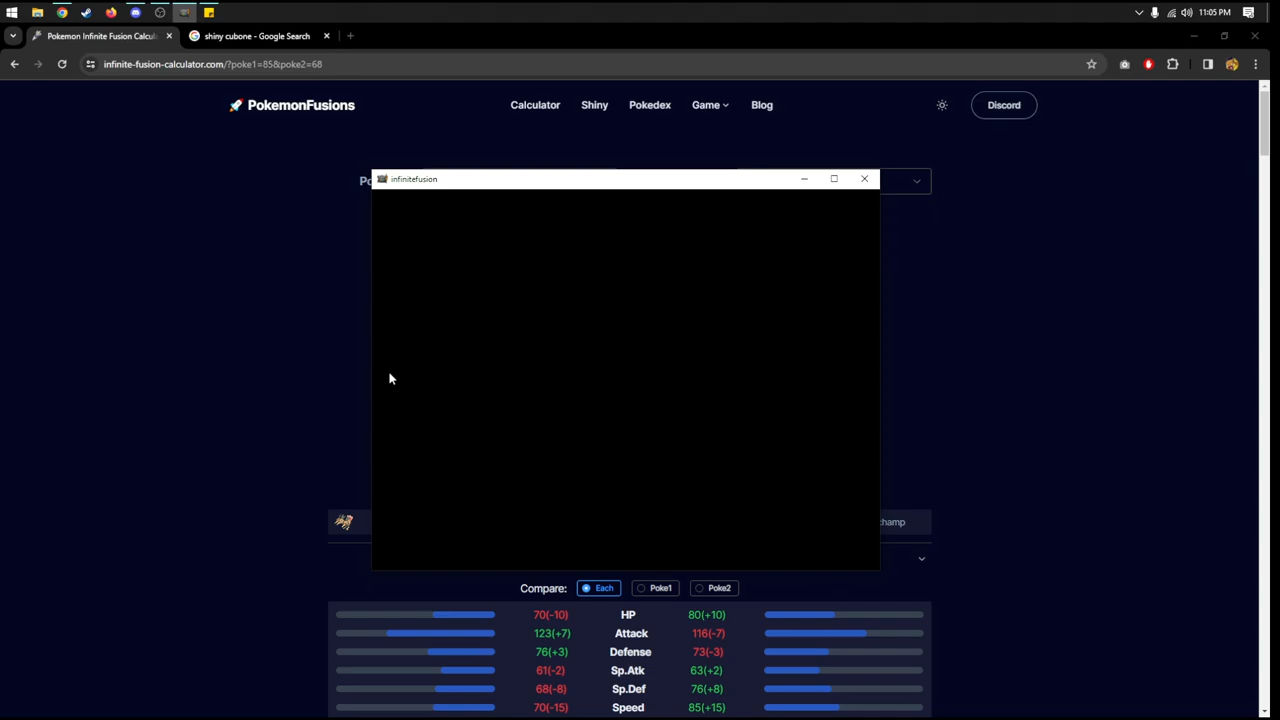 11:05 PM
Pokemon Infinite Fusion Calcul
shiny cubone - Google Search
infinite-fusion-calculator.com/?poke1=85&poke2=68
PokemonFusions
Calculator
Shiny
Pokedex
Game
Blog
Discord
Po
infinitefusion
champ
Compare:
Each
Poke1
Poke2
70(-10) HP 80(+10)
123(+7) Attack 116(-7)
76(+3) Defense 73(-3)
61(-2) Sp.Atk 63(+2)
68(-8) Sp.Def 76(+8)
70(-15) Speed 85(+15)